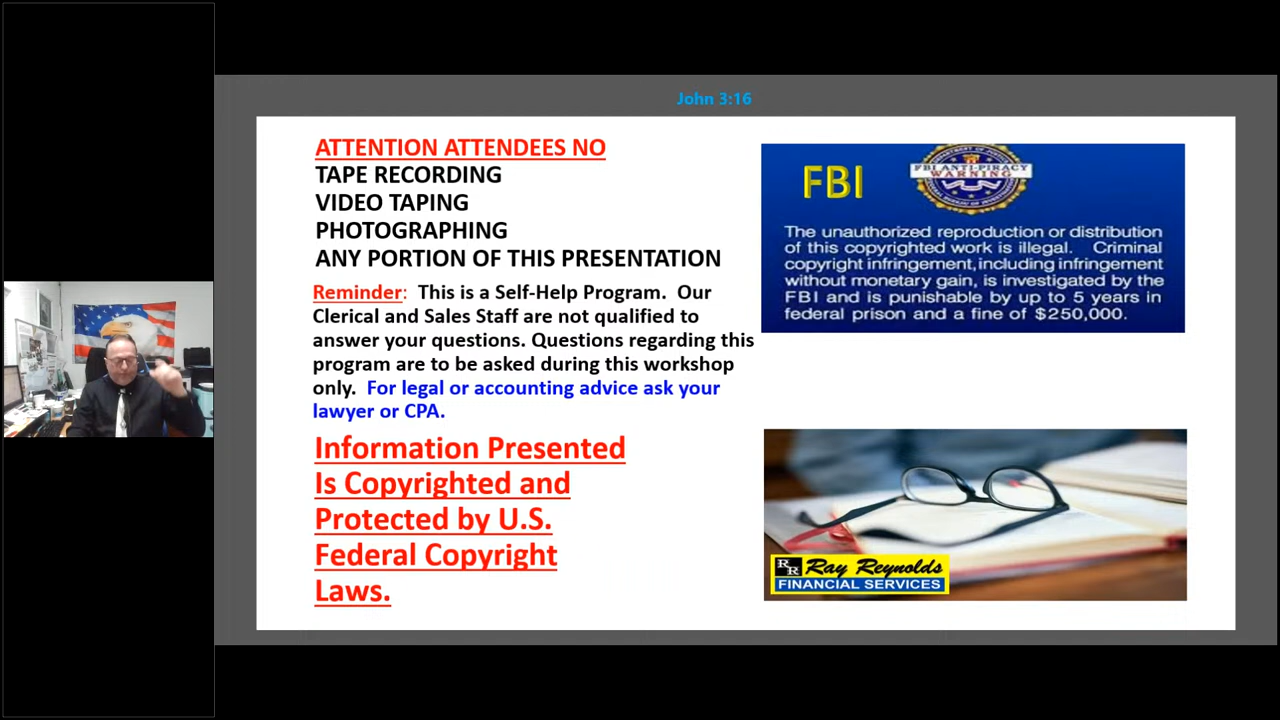 John 3:16
ATTENTION ATTENDEES NO
TAPE RECORDING
VIDEO TAPING
PHOTOGRAPHING
ANY PORTION OF THIS PRESENTATION
Reminder: This is a Self-Help Program. Our
Clerical and Sales Staff are not qualified to
answer your questions. Questions regarding this
program are to be asked during this workshop
only. For legal or accounting advice ask your
lawyer or CPA.
Information Presented
Is Copyrighted and
Protected by U.S.
Federal Copyright
Laws.
FBI
FBI ANTI-PIRACY
WARNING
The unauthorized reproduction or distribution
of this copyrighted work is illegal. Criminal
copyright infringement, including infringement
without monetary gain, is investigated by the
FBI and is punishable by up to 5 years in
federal prison and a fine of $250,000.
RR Ray Reynolds
FINANCIAL SERVICES